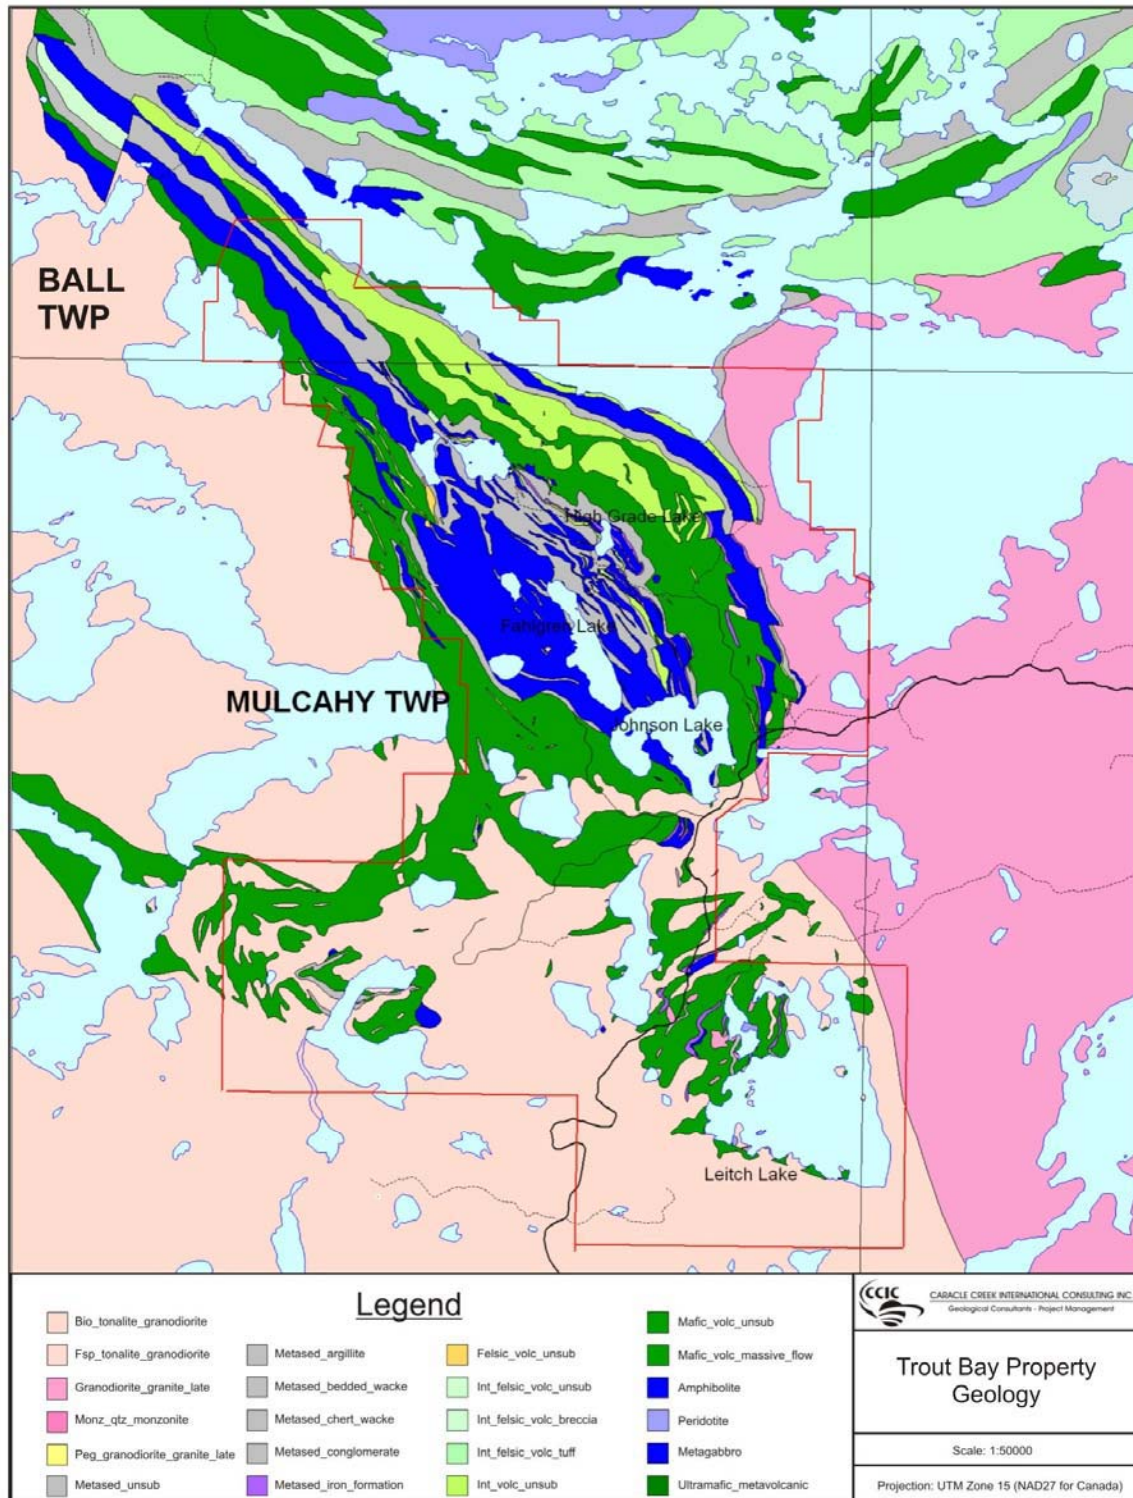 BALL
TWP
High Grade Lake
Fahlgren Lake
MULCAHY TWP
Johnson Lake
Leitch Lake
Legend
Bio_tonalite_granodiorite
Fsp_tonalite_granodiorite
Granodiorite_granite_late
Monz_qtz_monzonite
Peg_granodiorite_granite_late
Metased_unsub
Metased_argillite
Metased_bedded_wacke
Metased_chert_wacke
Metased_conglomerate
Metased_iron_formation
Felsic_volc_unsub
Int_felsic_volc_unsub
Int_felsic_volc_breccia
Int_felsic_volc_tuff
Int_volc_unsub
Mafic_volc_unsub
Mafic_volc_massive_flow
Amphibolite
Peridotite
Metagabbro
Ultramafic_metavolcanic
CCIC
CARACLE CREEK INTERNATIONAL CONSULTING INC.
Geological Consultants - Project Management
Trout Bay Property
Geology
Scale: 1:50000
Projection: UTM Zone 15 (NAD27 for Canada)